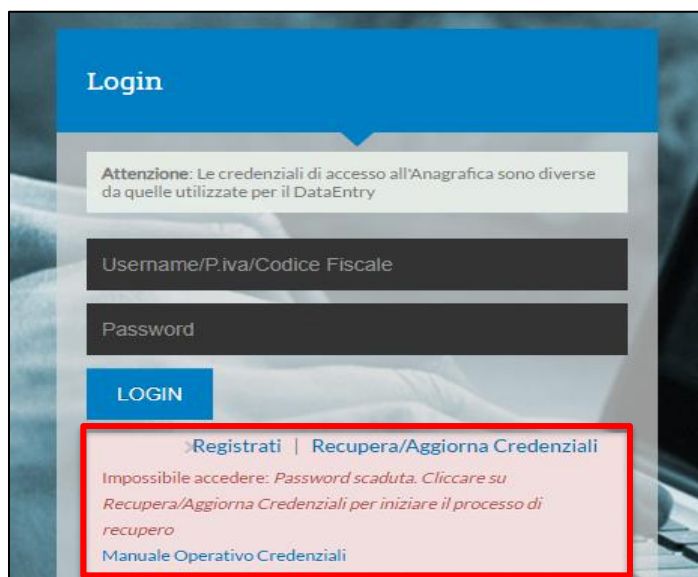 Login
Attenzione: Le credenziali di accesso all'Anagrafica sono diverse
da quelle utilizzate per il DataEntry
Username/P.iva/Codice Fiscale
Password
LOGIN
Registrati | Recupera/Aggiorna Credenziali
Impossibile accedere: Password scaduta. Cliccare su
Recupera/Aggiorna Credenziali per iniziare il processo di
recupero
Manuale Operativo Credenziali